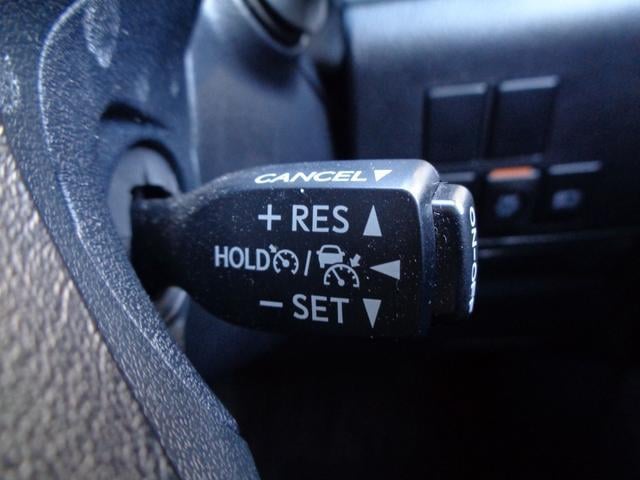 CANCEL▼
+ RES ▲
HOLD / ◀
− SET ▼
ON-OFF